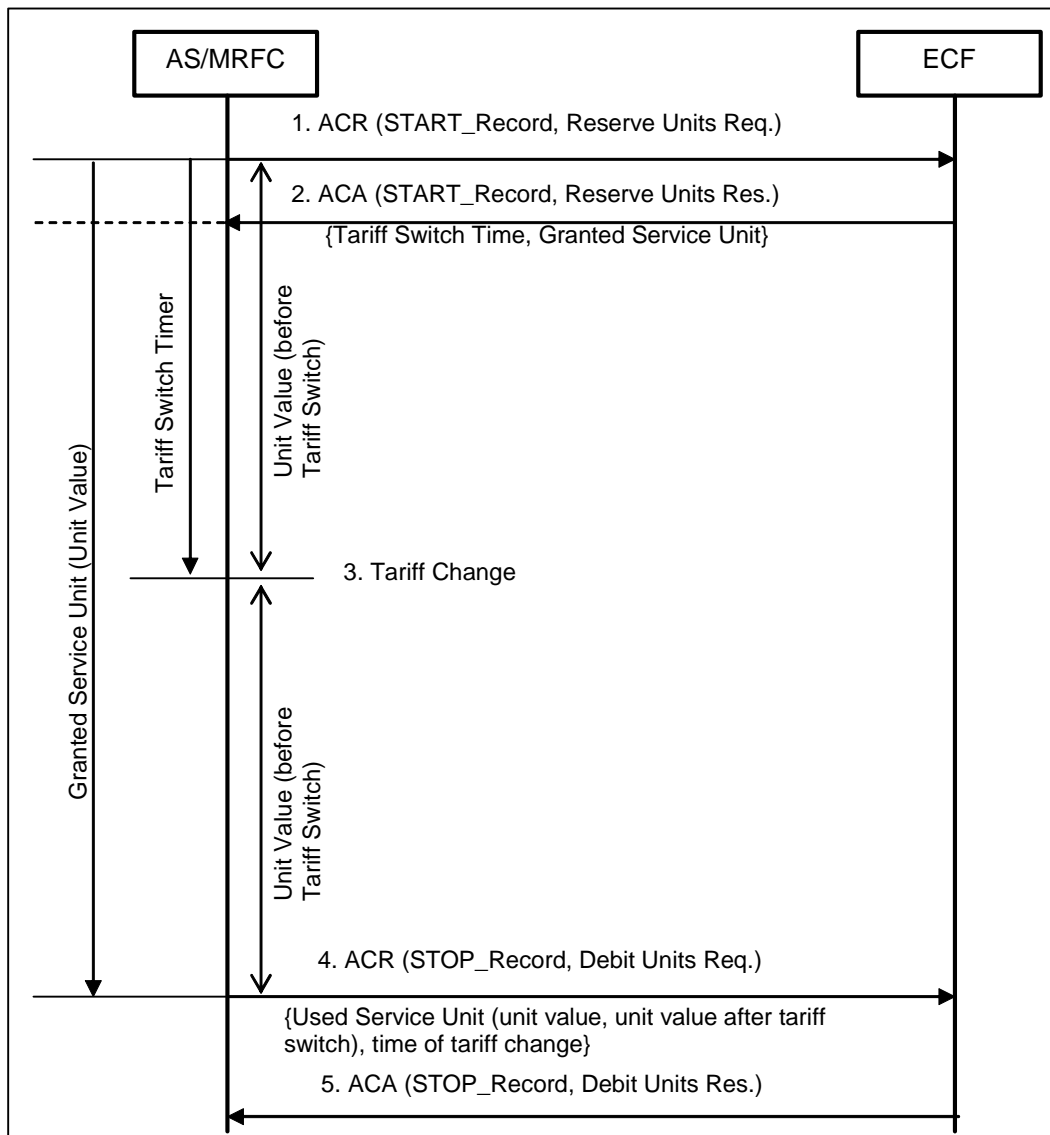 AS/MRFC
ECF
1. ACR (START_Record, Reserve Units Req.)
2. ACA (START_Record, Reserve Units Res.)
{Tariff Switch Time, Granted Service Unit}
Granted Service Unit (Unit Value)
Tariff Switch Timer
Unit Value (before
Tariff Switch)
3. Tariff Change
Unit Value (before
Tariff Switch)
4. ACR (STOP_Record, Debit Units Req.)
{Used Service Unit (unit value, unit value after tariff
switch), time of tariff change}
5. ACA (STOP_Record, Debit Units Res.)